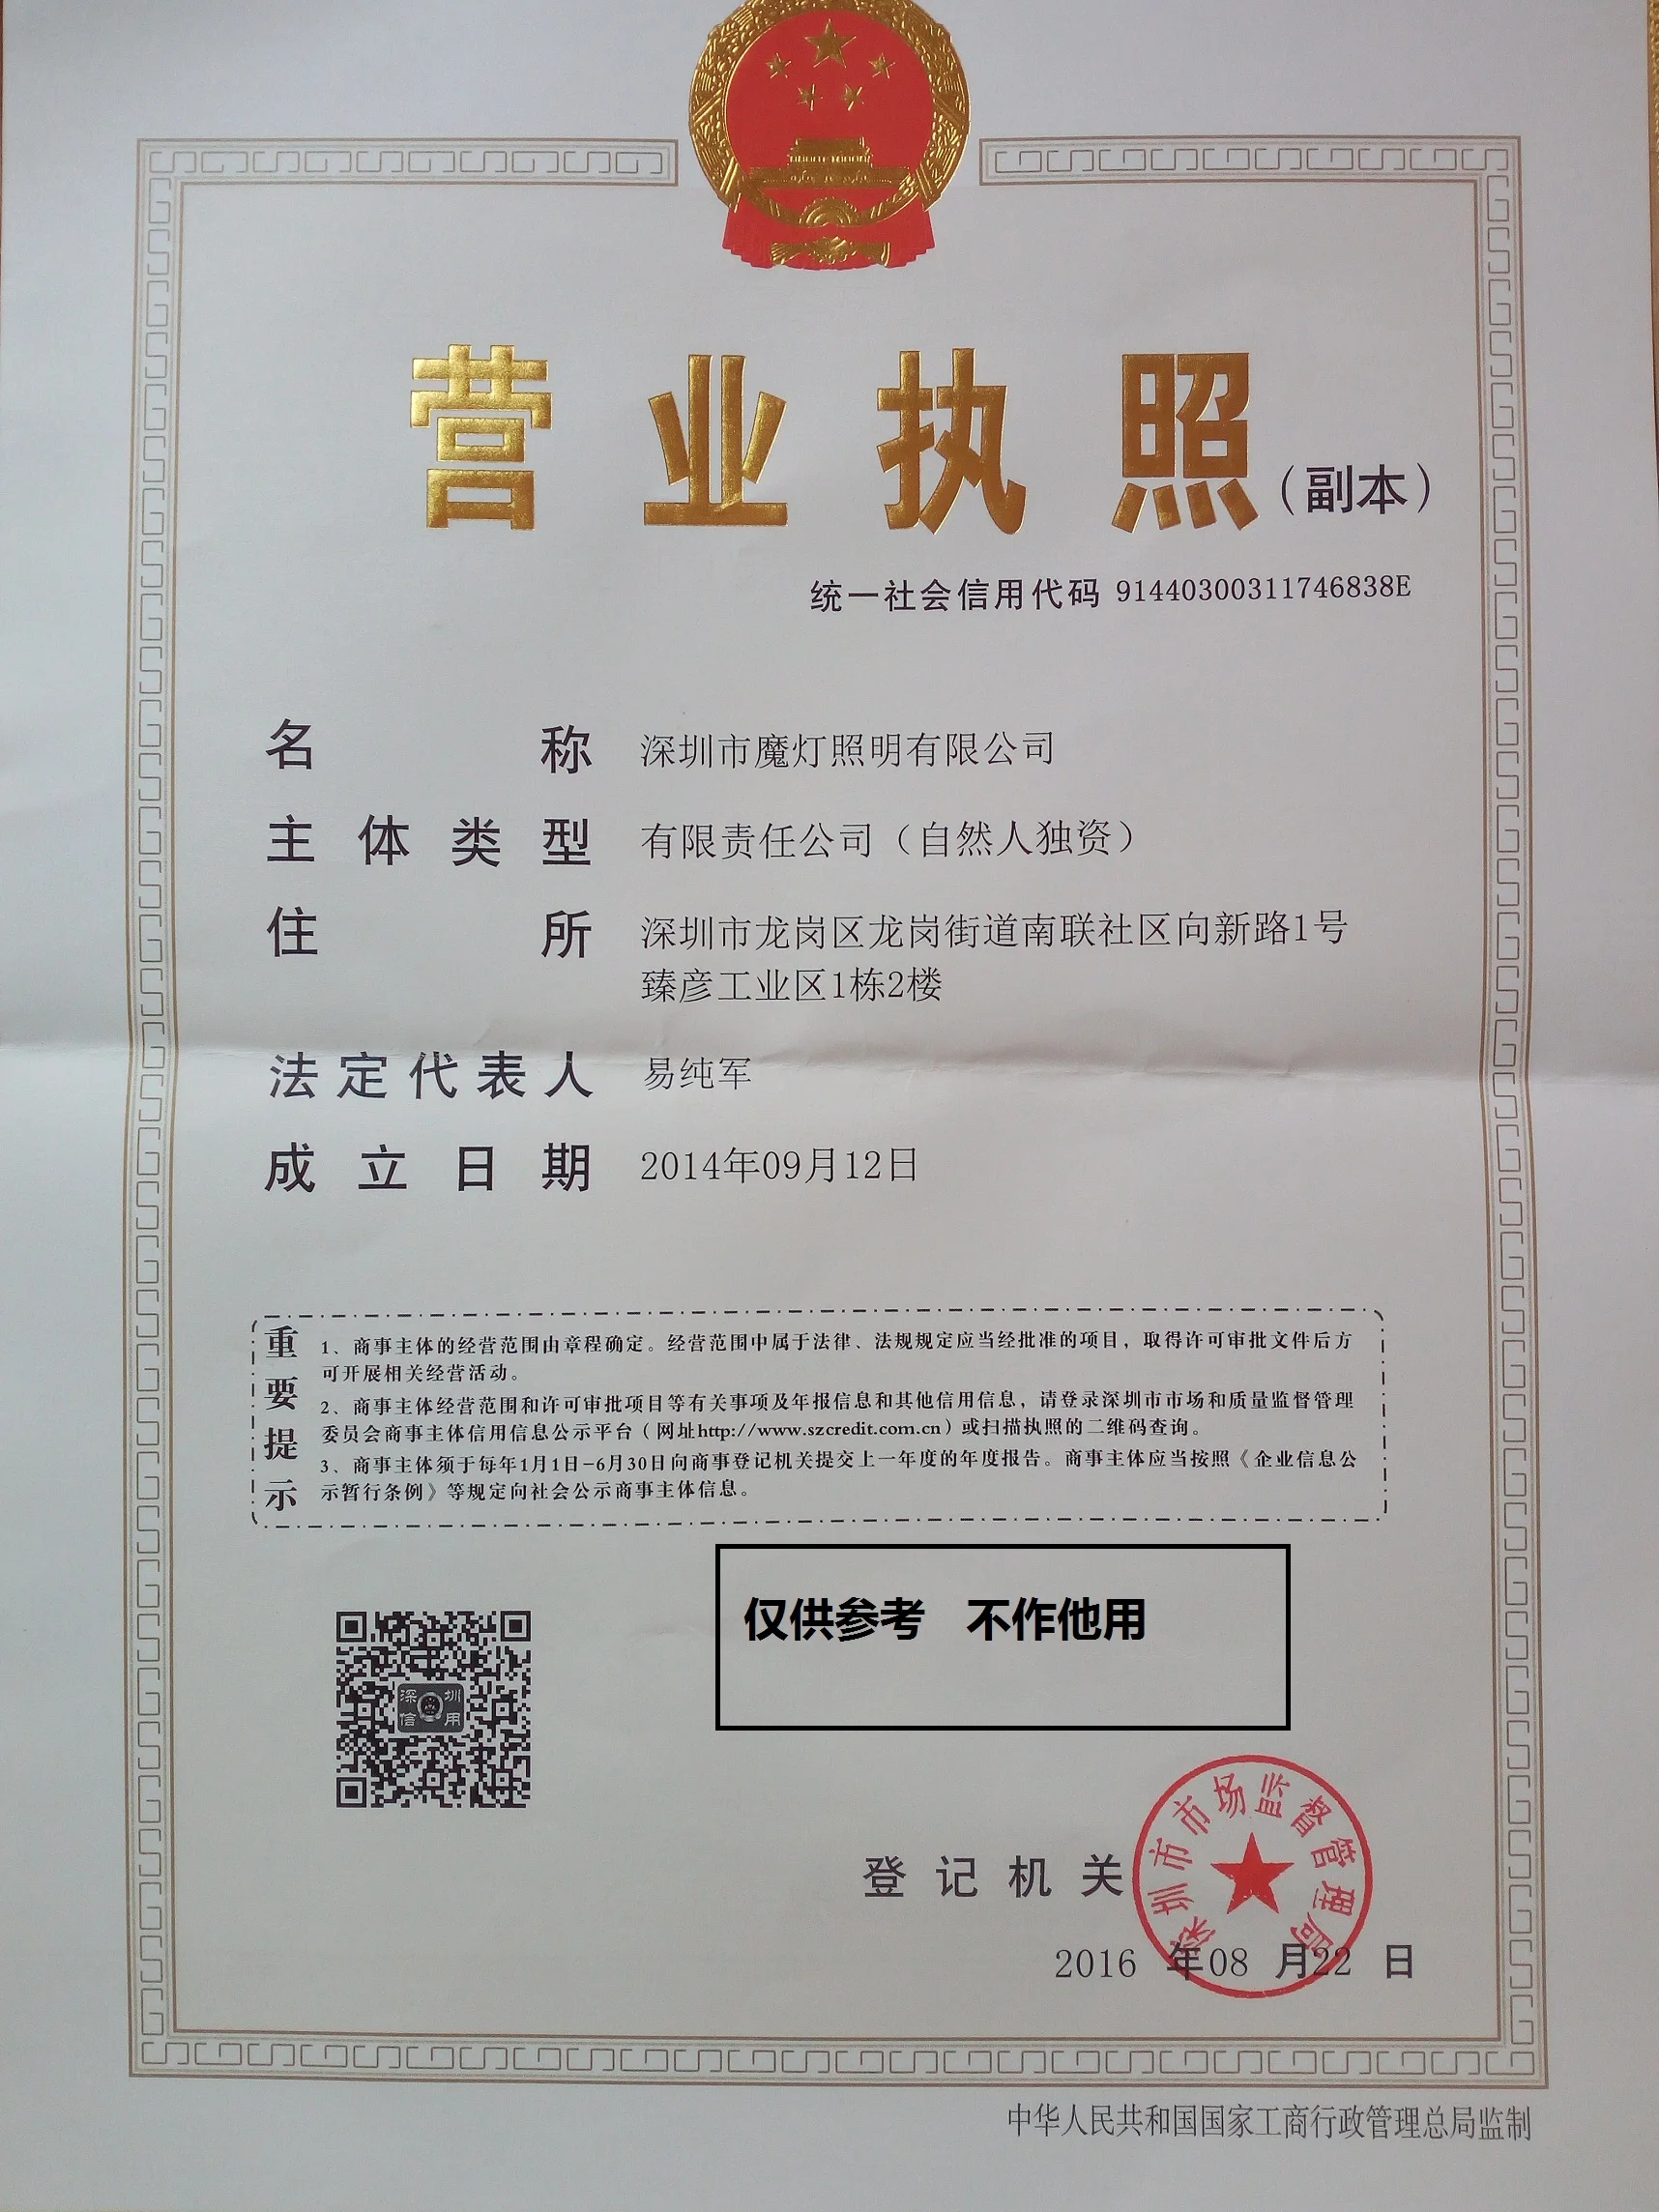 营业执照（副本）
统一社会信用代码 91440300311746838E
名称 深圳市魔灯照明有限公司
主体类型 有限责任公司（自然人独资）
住所 深圳市龙岗区龙岗街道南联社区向新路1号
臻彦工业区1栋2楼
法定代表人 易纯军
成立日期 2014年09月12日
重要提示
1、商事主体的经营范围由章程确定。经营范围中属于法律、法规规定应当经批准的项目，取得许可审批文件后方
可开展相关经营活动。
2、商事主体经营范围和许可审批项目等有关事项及年报信息和其他信用信息，请登录深圳市市场和质量监督管理
委员会商事主体信用信息公示平台（网址http://www.szcredit.com.cn）或扫描执照的二维码查询。
3、商事主体须于每年1月1日-6月30日向商事登记机关提交上一年度的年度报告。商事主体应当按照《企业信息公
示暂行条例》等规定向社会公示商事主体信息。
仅供参考 不作他用
深圳
信用
登记机关
深圳市市场监督管理局
2016 年08 月22 日
中华人民共和国国家工商行政管理总局监制